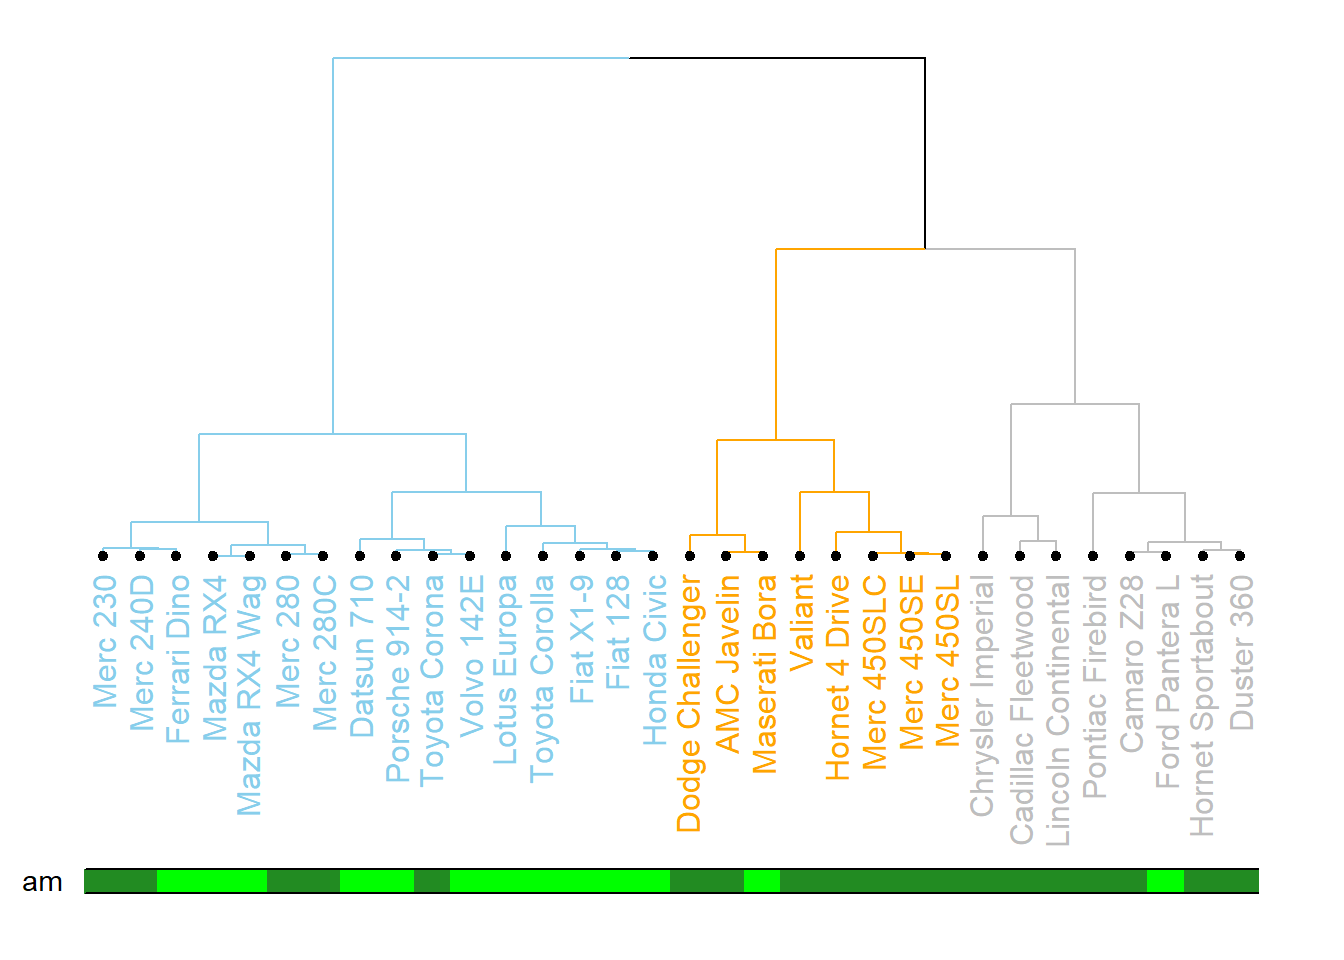 Merc 230
Merc 240D
Ferrari Dino
Mazda RX4
Mazda RX4 Wag
Merc 280
Merc 280C
Datsun 710
Porsche 914-2
Toyota Corona
Volvo 142E
Lotus Europa
Toyota Corolla
Fiat X1-9
Fiat 128
Honda Civic
Dodge Challenger
AMC Javelin
Maserati Bora
Valiant
Hornet 4 Drive
Merc 450SLC
Merc 450SE
Merc 450SL
Chrysler Imperial
Cadillac Fleetwood
Lincoln Continental
Pontiac Firebird
Camaro Z28
Ford Pantera L
Hornet Sportabout
Duster 360
am